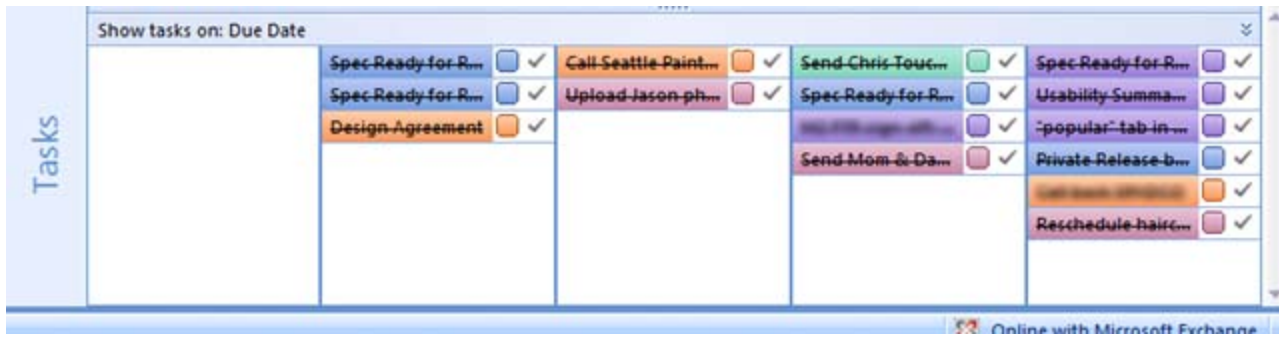 Show tasks on: Due Date
Tasks
Spec Ready for R...
Spec Ready for R...
Design Agreement
Call Seattle Paint...
Upload Jason ph...
Send Chris Touc...
Spec Ready for R...
Send Mom & Da...
Spec Ready for R...
Usability Summa...
"popular" tab in ...
Private Release b...
Reschedule hairc...
Online with Microsoft Exchange